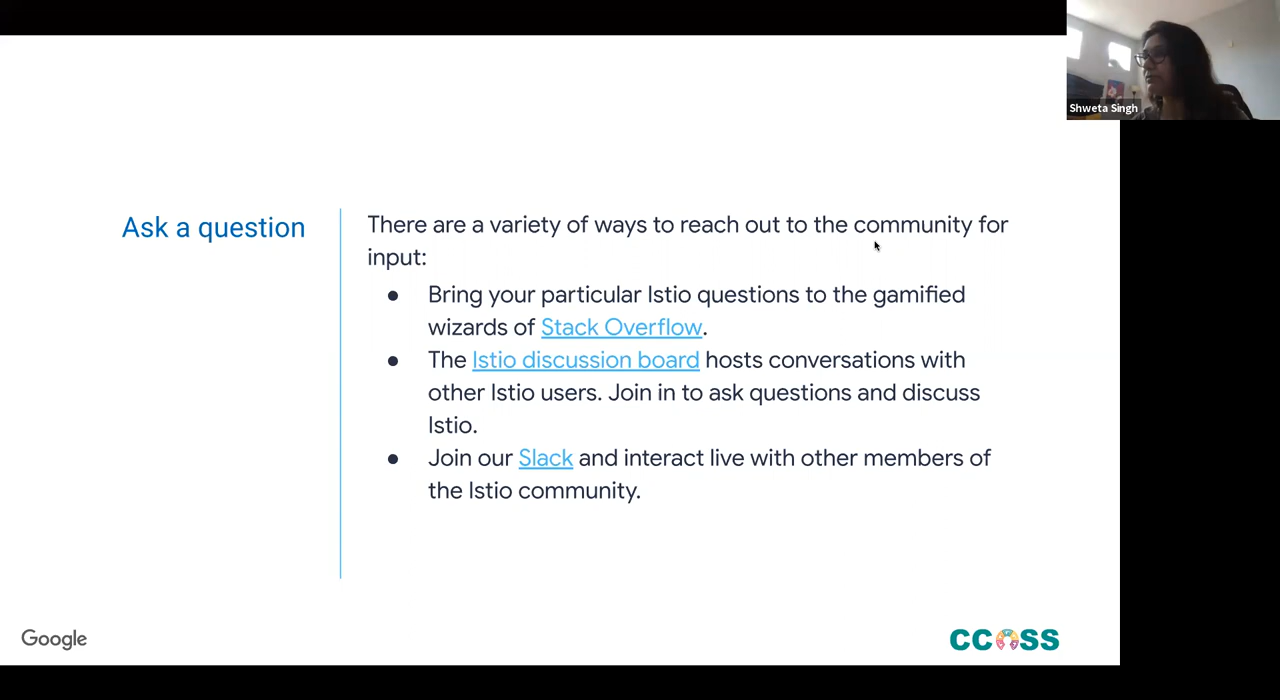 Shweta Singh
Ask a question
There are a variety of ways to reach out to the community for
input:
● Bring your particular Istio questions to the gamified
wizards of Stack Overflow.
● The Istio discussion board hosts conversations with
other Istio users. Join in to ask questions and discuss
Istio.
● Join our Slack and interact live with other members of
the Istio community.
Google
CCOSS